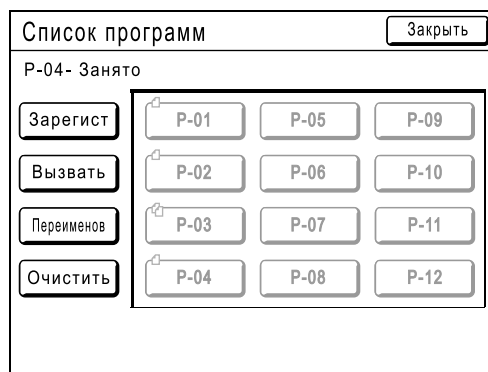 Список программ Закрыть
P-04- Занято
Зарегист P-01 P-05 P-09
Вызвать P-02 P-06 P-10
Переименов P-03 P-07 P-11
Очистить P-04 P-08 P-12